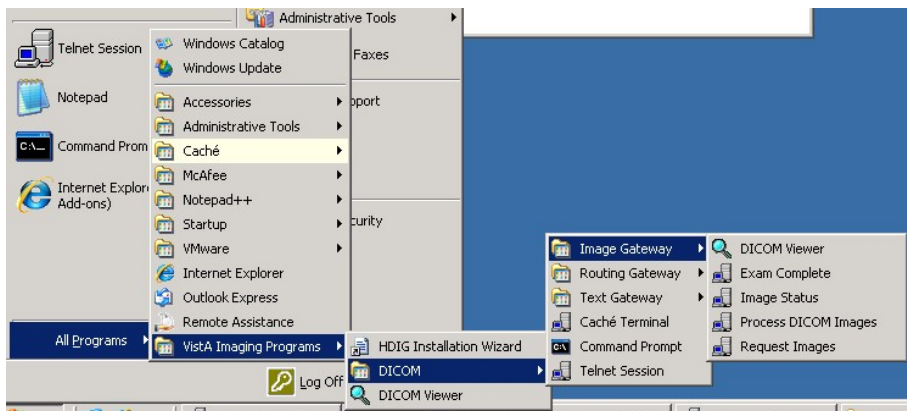 Administrative Tools
Telnet Session
Notepad
Command Prom
Internet Explor
Add-ons)
All Programs
Windows Catalog
Windows Update
Accessories
Administrative Tools
Caché
McAfee
Notepad++
Startup
VMware
Internet Explorer
Outlook Express
Remote Assistance
VistA Imaging Programs
Faxes
pport
curity
Log Off
HDIG Installation Wizard
DICOM
DICOM Viewer
Image Gateway
Routing Gateway
Text Gateway
Caché Terminal
Command Prompt
Telnet Session
DICOM Viewer
Exam Complete
Image Status
Process DICOM Images
Request Images